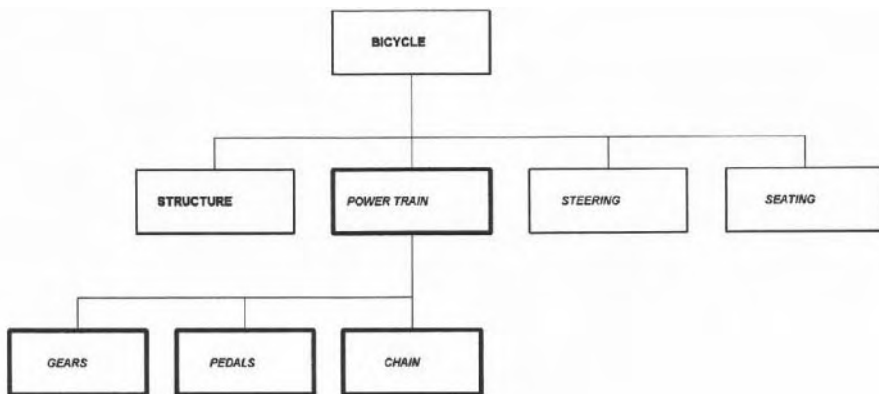 BICYCLE
STRUCTURE
POWER TRAIN
STEERING
SEATING
GEARS
PEDALS
CHAIN